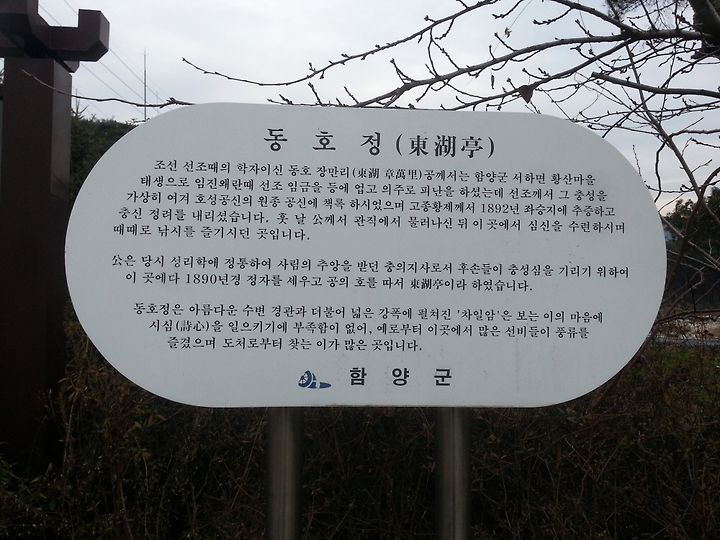 동호정 (東湖亭)
조선 선조때의 학자이신 동호 장만리(東湖 章萬里)공께서는 함양군 서하면 황산마을
태생으로 임진왜란때 선조 임금을 등에 업고 의주로 피난을 하셨는데 선조께서 그 충성을
가상히 여겨 호성공신의 원종 공신에 책록 하시었으며 고종황제께서 1892년 좌승지에 추증하고
충신 정려를 내리셨습니다. 훗 날 公께서 관직에서 물러나신 뒤 이 곳에서 심신을 수련하시며
때때로 낚시를 즐기시던 곳입니다.
公은 당시 성리학에 정통하여 사림의 추앙을 받던 충의지사로서 후손들이 충성심을 기리기 위하여
이 곳에다 1890년경 정자를 세우고 공의 호를 따서 東湖亭이라 하였습니다.
동호정은 아름다운 수변 경관과 더불어 넓은 강폭에 펼쳐진 '차일암'은 보는 이의 마음에
시심(詩心)을 일으키기에 부족함이 없어, 예로부터 이곳에서 많은 선비들이 풍류를
즐겼으며 도처로부터 찾는 이가 많은 곳입니다.
함양군